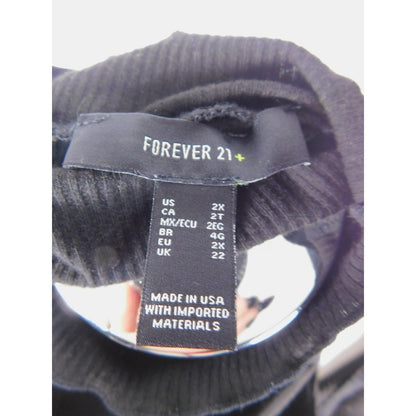 FOREVER 21+
US 2X
CA 2T
MX/ECU 2EG
BR 4G
EU 2X
UK 22
MADE IN USA
WITH IMPORTED
MATERIALS